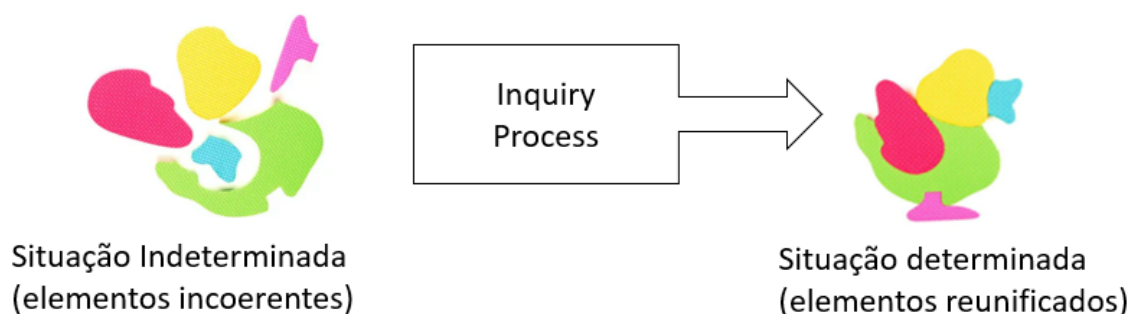 Inquiry
Process
Situação Indeterminada
(elementos incoerentes)
Situação determinada
(elementos reunificados)